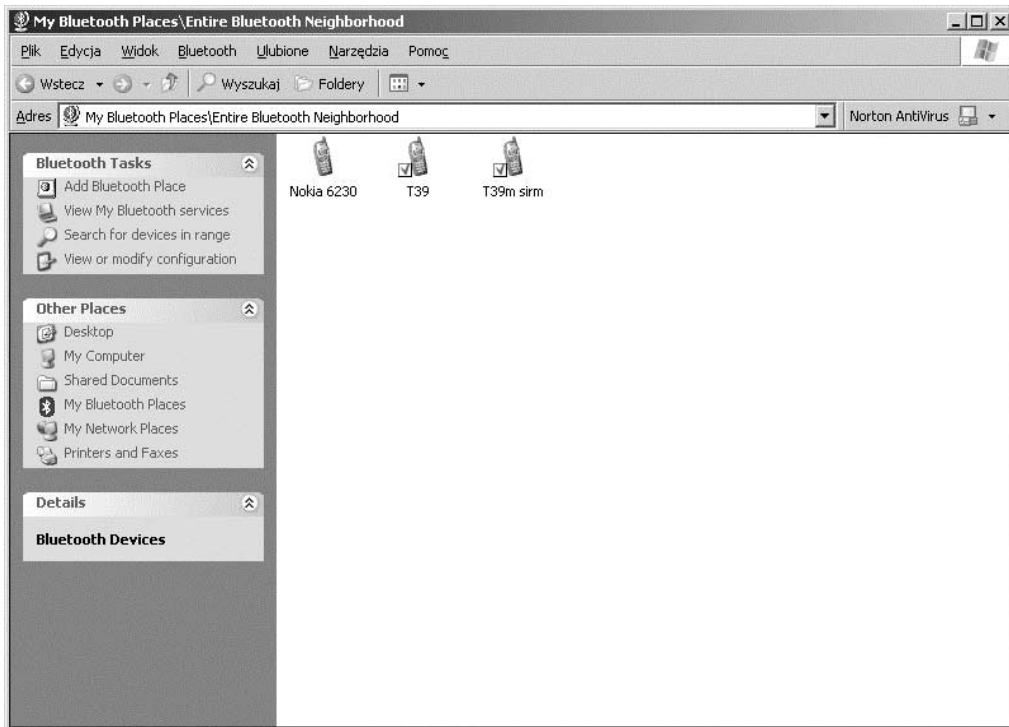 My Bluetooth Places\Entire Bluetooth Neighborhood
Plik Edycja Widok Bluetooth Ulubione Narzędzia Pomoc
Wstecz Wyszukaj Foldery
Adres My Bluetooth Places\Entire Bluetooth Neighborhood Norton AntiVirus
Bluetooth Tasks
Add Bluetooth Place
View My Bluetooth services
Search for devices in range
View or modify configuration
Other Places
Desktop
My Computer
Shared Documents
My Bluetooth Places
My Network Places
Printers and Faxes
Details
Bluetooth Devices
Nokia 6230 T39 T39m sirm